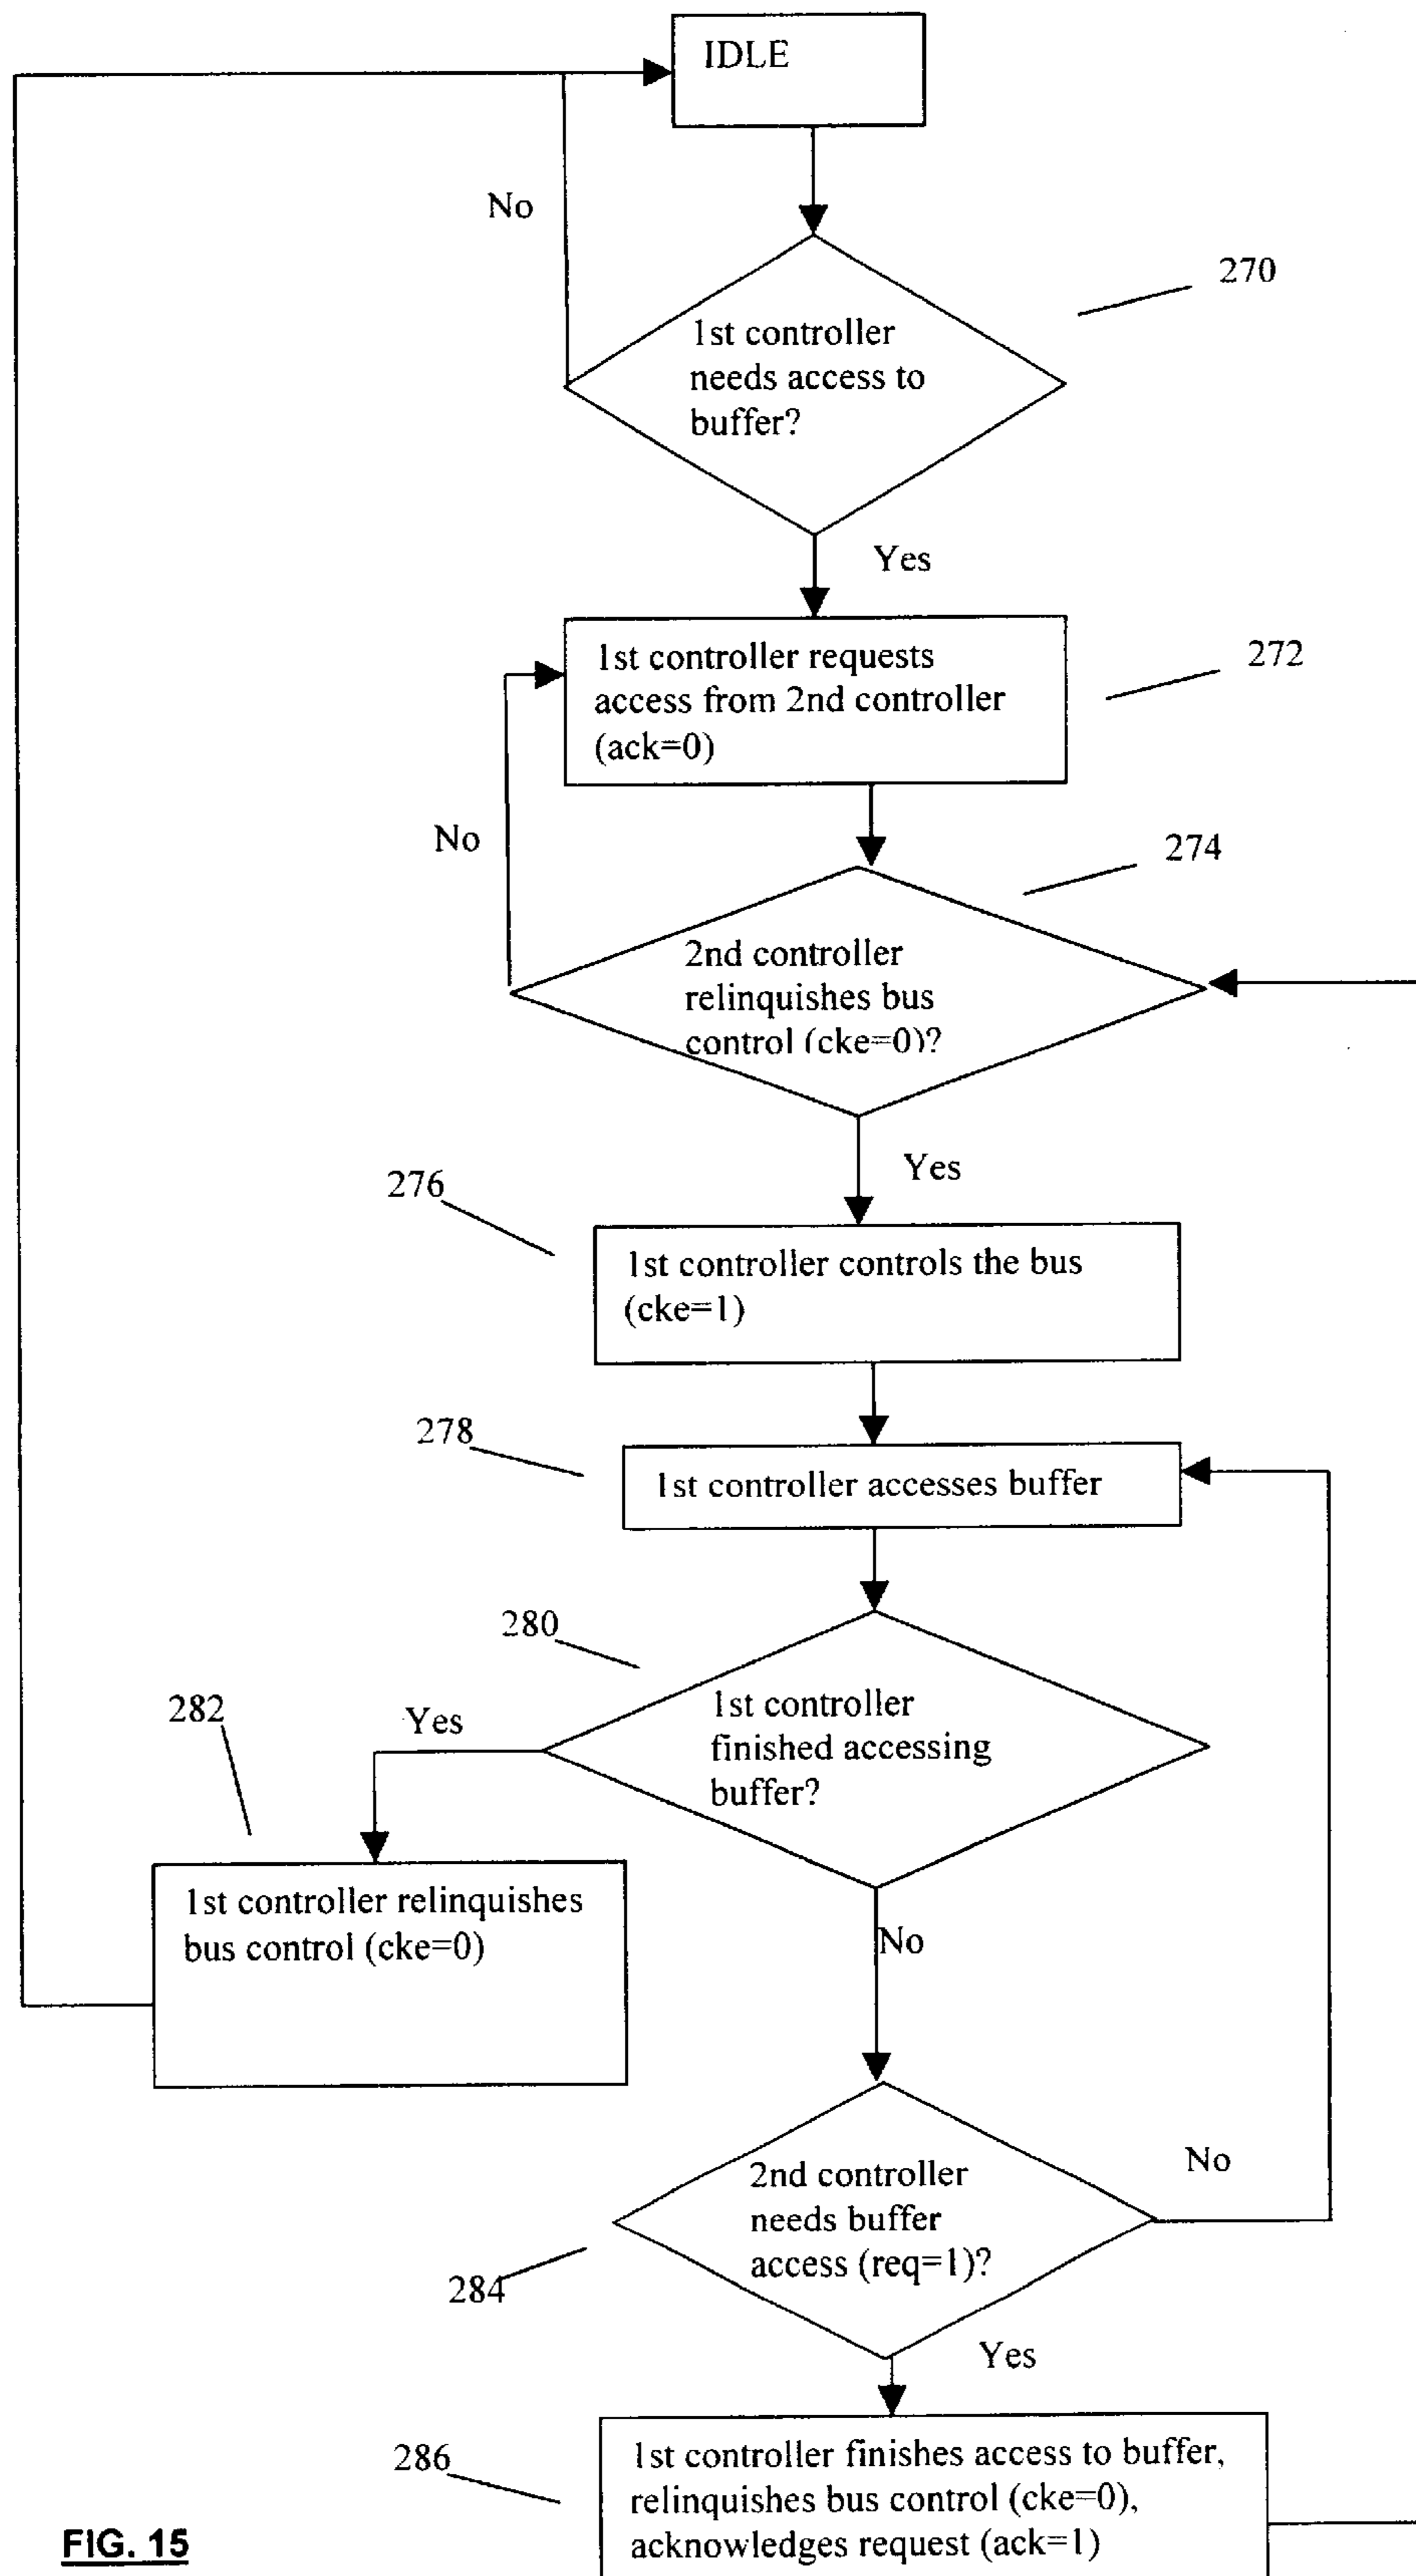 IDLE
No
270
1st controller
needs access to
buffer?
Yes
1st controller requests
access from 2nd controller
(ack=0)
272
No
274
2nd controller
relinquishes bus
control (cke=0)?
Yes
276
1st controller controls the bus
(cke=1)
278
1st controller accesses buffer
280
1st controller
finished accessing
buffer?
282
Yes
1st controller relinquishes
bus control (cke=0)
No
2nd controller
needs buffer
access (req=1)?
No
284
Yes
286
1st controller finishes access to buffer,
relinquishes bus control (cke=0),
acknowledges request (ack=1)
FIG. 15